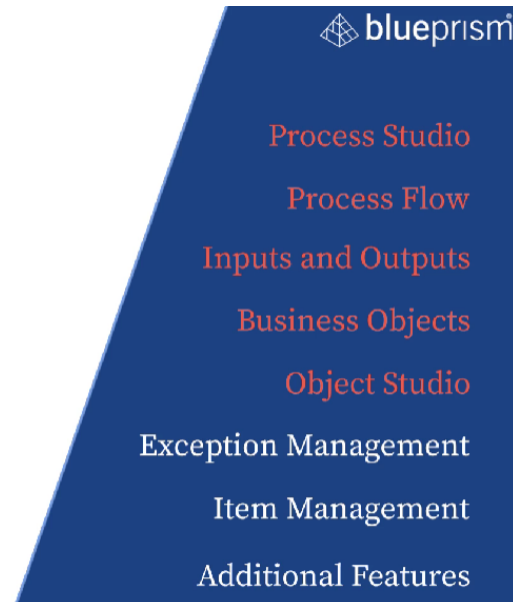 blueprism
Process Studio
Process Flow
Inputs and Outputs
Business Objects
Object Studio
Exception Management
Item Management
Additional Features